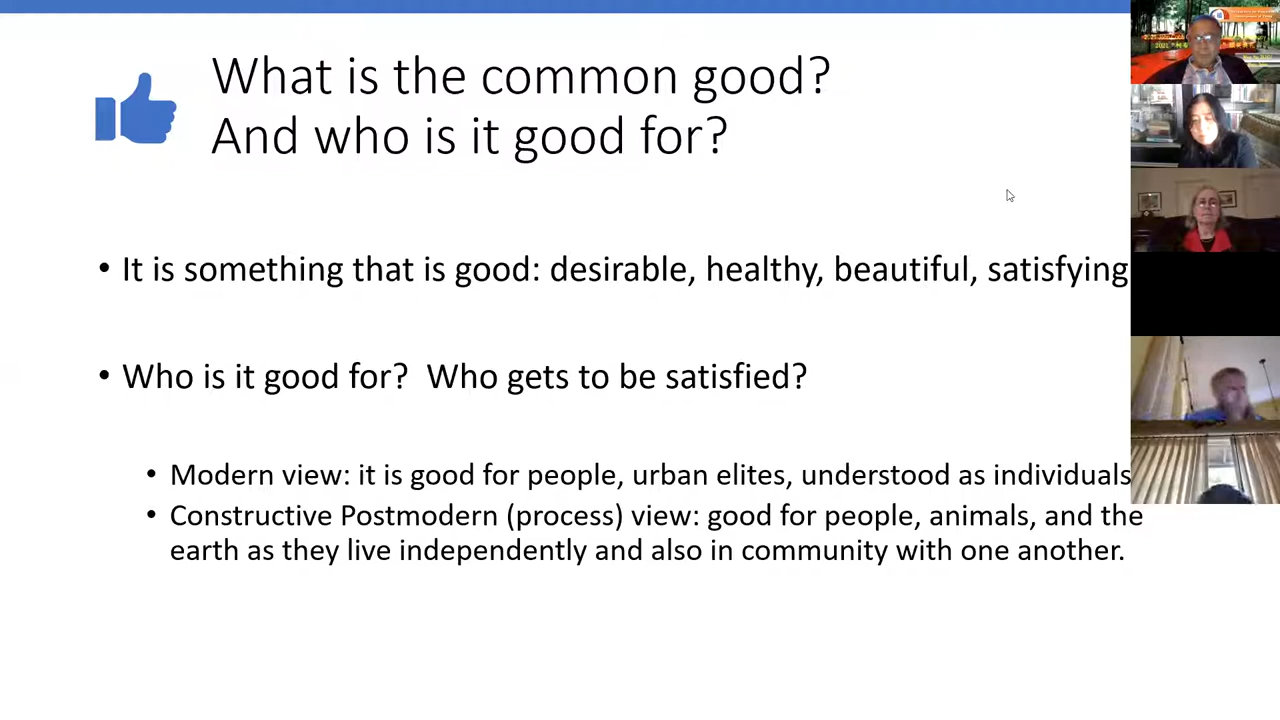 What is the common good?
And who is it good for?
• It is something that is good: desirable, healthy, beautiful, satisfying
• Who is it good for?  Who gets to be satisfied?
• Modern view: it is good for people, urban elites, understood as individuals
• Constructive Postmodern (process) view: good for people, animals, and the
earth as they live independently and also in community with one another.